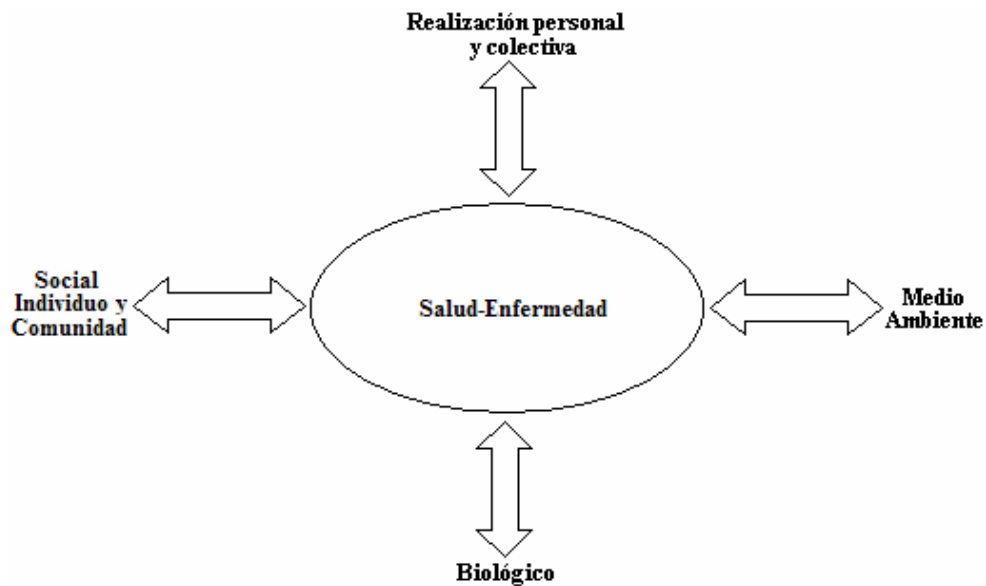 Realización personal
y colectiva
Social
Individuo y
Comunidad
Salud-Enfermedad
Medio
Ambiente
Biológico